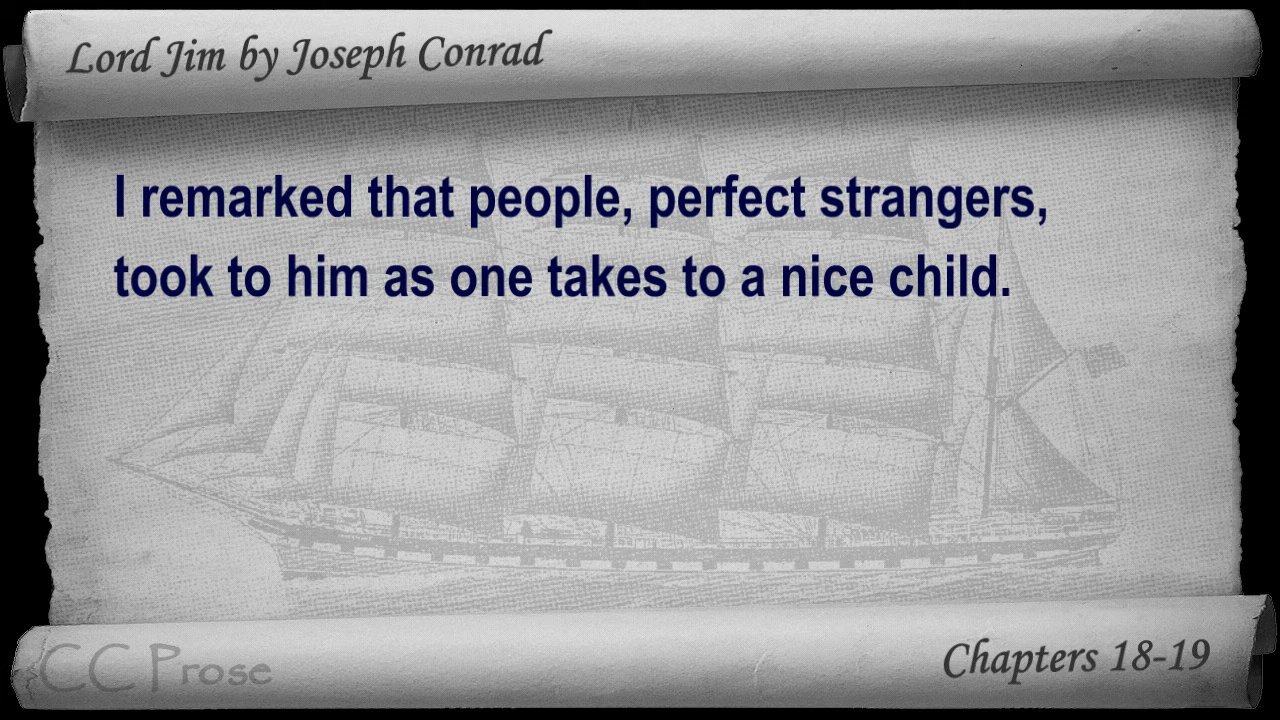 Lord Jim by Joseph Conrad
I remarked that people, perfect strangers,
took to him as one takes to a nice child.
CC Prose
Chapters 18-19